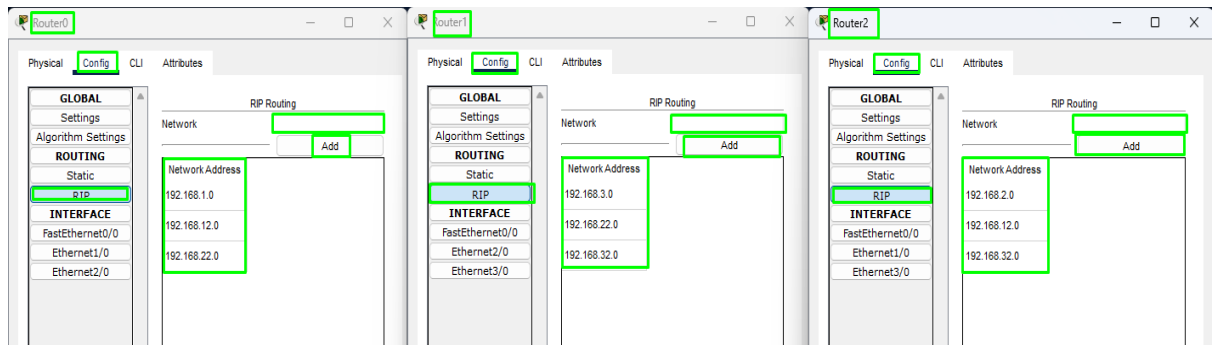 Router0
Physical Config CLI Attributes
GLOBAL
Settings
Algorithm Settings
ROUTING
Static
RIP
INTERFACE
FastEthernet0/0
Ethernet1/0
Ethernet2/0
RIP Routing
Network
Add
Network Address
192.168.1.0
192.168.12.0
192.168.22.0
Router1
Physical Config CLI Attributes
GLOBAL
Settings
Algorithm Settings
ROUTING
Static
RIP
INTERFACE
FastEthernet0/0
Ethernet2/0
Ethernet3/0
RIP Routing
Network
Add
Network Address
192.168.3.0
192.168.22.0
192.168.32.0
Router2
Physical Config CLI Attributes
GLOBAL
Settings
Algorithm Settings
ROUTING
Static
RIP
INTERFACE
FastEthernet0/0
Ethernet1/0
Ethernet3/0
RIP Routing
Network
Add
Network Address
192.168.2.0
192.168.12.0
192.168.32.0